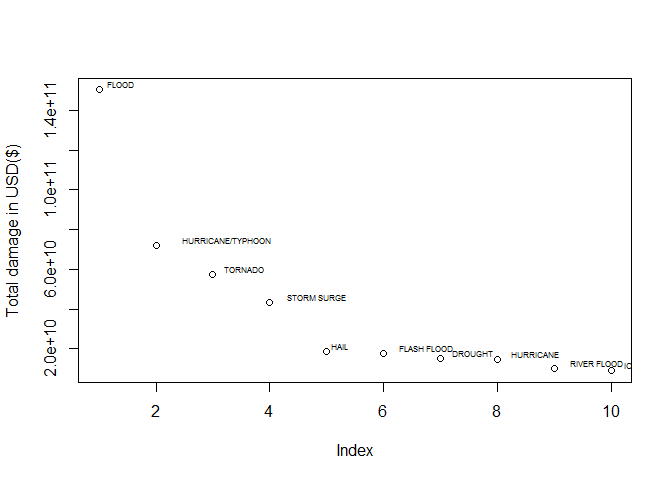 Total damage in USD($)
1.4e+11
1.0e+11
6.0e+10
2.0e+10
FLOOD
HURRICANE/TYPHOON
TORNADO
STORM SURGE
HAIL
FLASH FLOOD
DROUGHT
HURRICANE
RIVER FLOOD
IC
2 4 6 8 10
Index